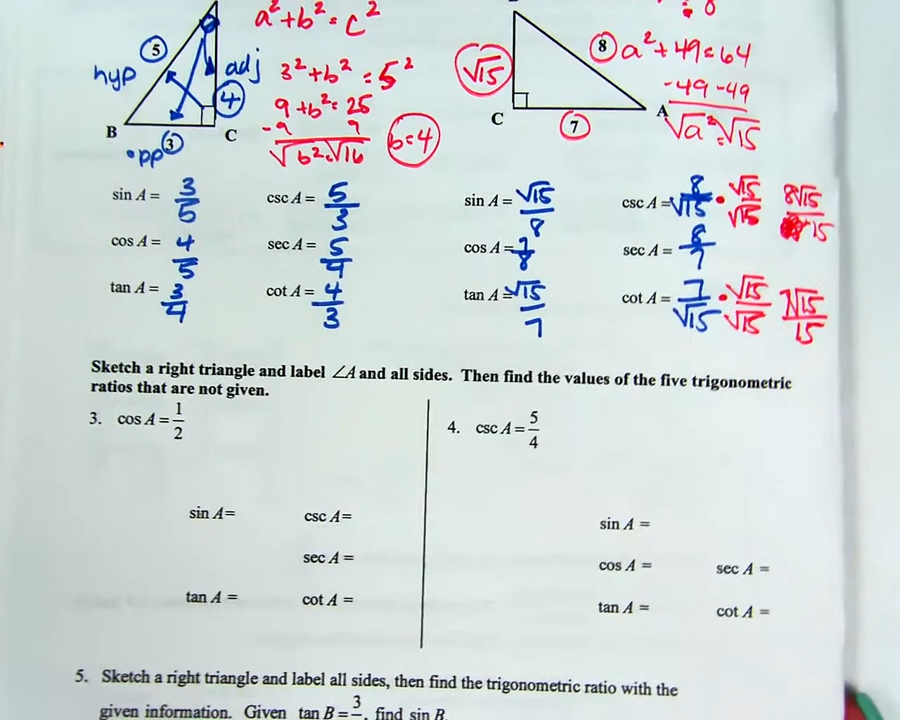 a² + b² = c²
5
hyp
adj
4
3² + b² = 5²
9 + b² = 25
-9 9
√b² = √16
b=4
B
C
opp 3
8
√15
C
7
A
a² + 49 = 64
-49 -49
√a² = √15
sin A = 3/5
csc A = 5/3
cos A = 4/5
sec A = 5/4
tan A = 3/4
cot A = 4/3
sin A = √15/8
csc A = 8/√15 • √15/√15 8√15/15
cos A = 7/8
sec A = 8/7
tan A = √15/7
cot A = 7/√15 • √15/√15 7√15/15
Sketch a right triangle and label ∠A and all sides. Then find the values of the five trigonometric
ratios that are not given.
3. cos A = 1/2
sin A=
csc A=
sec A =
tan A =
cot A =
4. csc A = 5/4
sin A =
cos A =
sec A =
tan A =
cot A =
5. Sketch a right triangle and label all sides, then find the trigonometric ratio with the
given information. Given tan B = 3/ , find sin B.